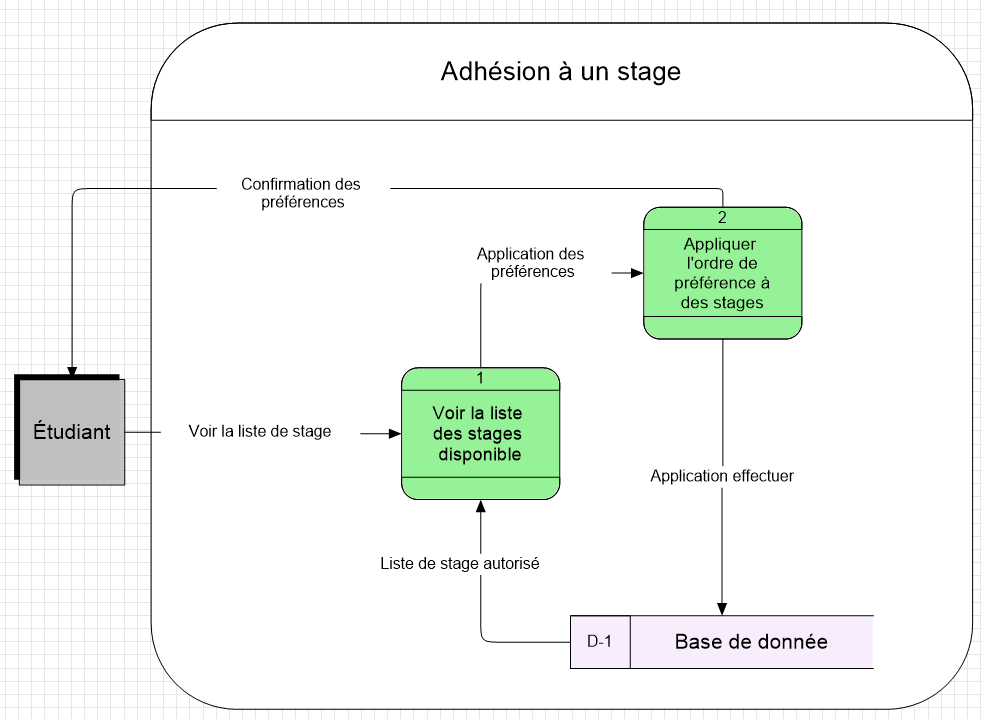 Adhésion à un stage
Confirmation des
préférences
2
Appliquer
l'ordre de
préférence à
des stages
Application des
préférences
1
Voir la liste
des stages
disponible
Étudiant
Voir la liste de stage
Application effectuer
Liste de stage autorisé
D-1
Base de donnée